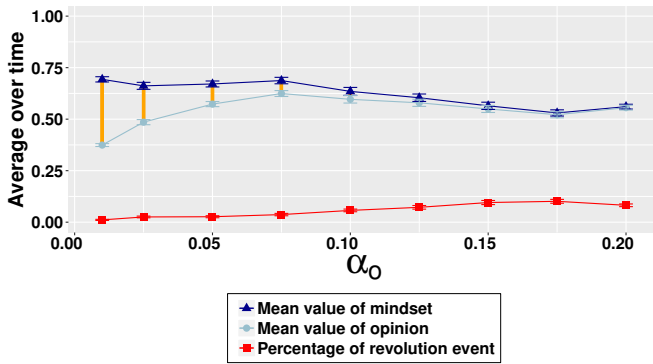 1.00
0.75
0.50
0.25
0.00
Average over time
0.00 0.05 0.10 0.15 0.20
αO
Mean value of mindset
Mean value of opinion
Percentage of revolution event